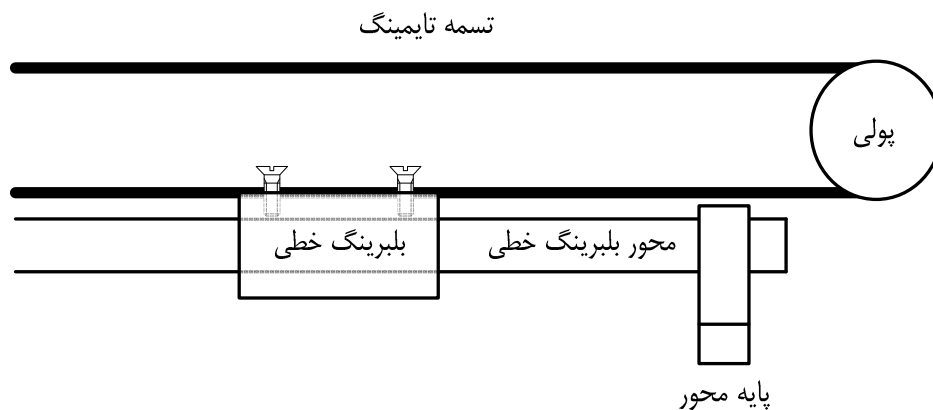 تسمه تایمینگ
پولی
بلبرینگ خطی
محور بلبرینگ خطی
پایه محور